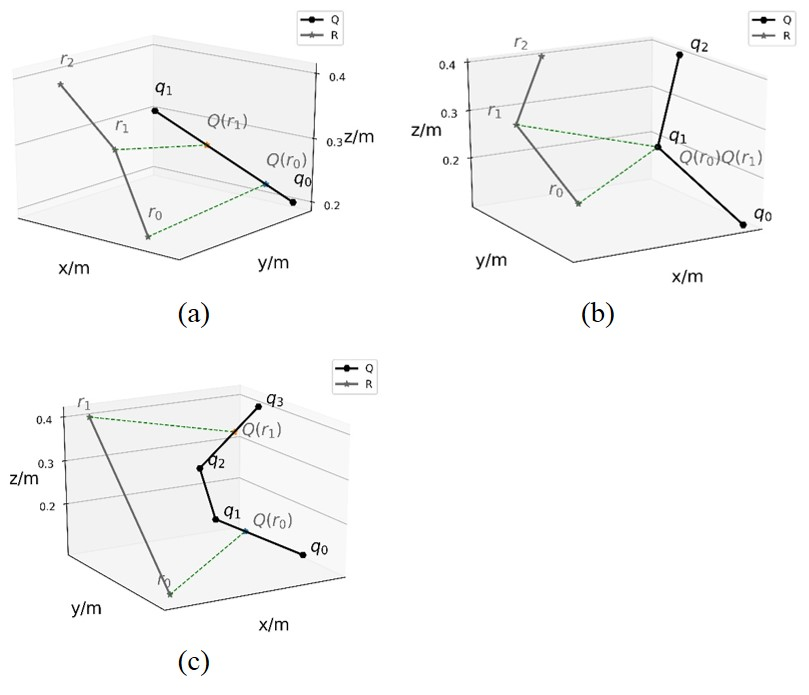 Q
R
r₂
q₁
0.4
Q(r₁)
r₁
0.3
z/m
Q(r₀)
q₀
r₀
0.2
x/m
y/m
(a)
Q
R
r₂
q₂
0.4
r₁
0.3
z/m
q₁
0.2
Q(r₀)Q(r₁)
r₀
q₀
y/m
x/m
(b)
Q
R
r₁
q₃
0.4
Q(r₁)
0.3
q₂
z/m
0.2
q₁
Q(r₀)
q₀
r₀
y/m
x/m
(c)